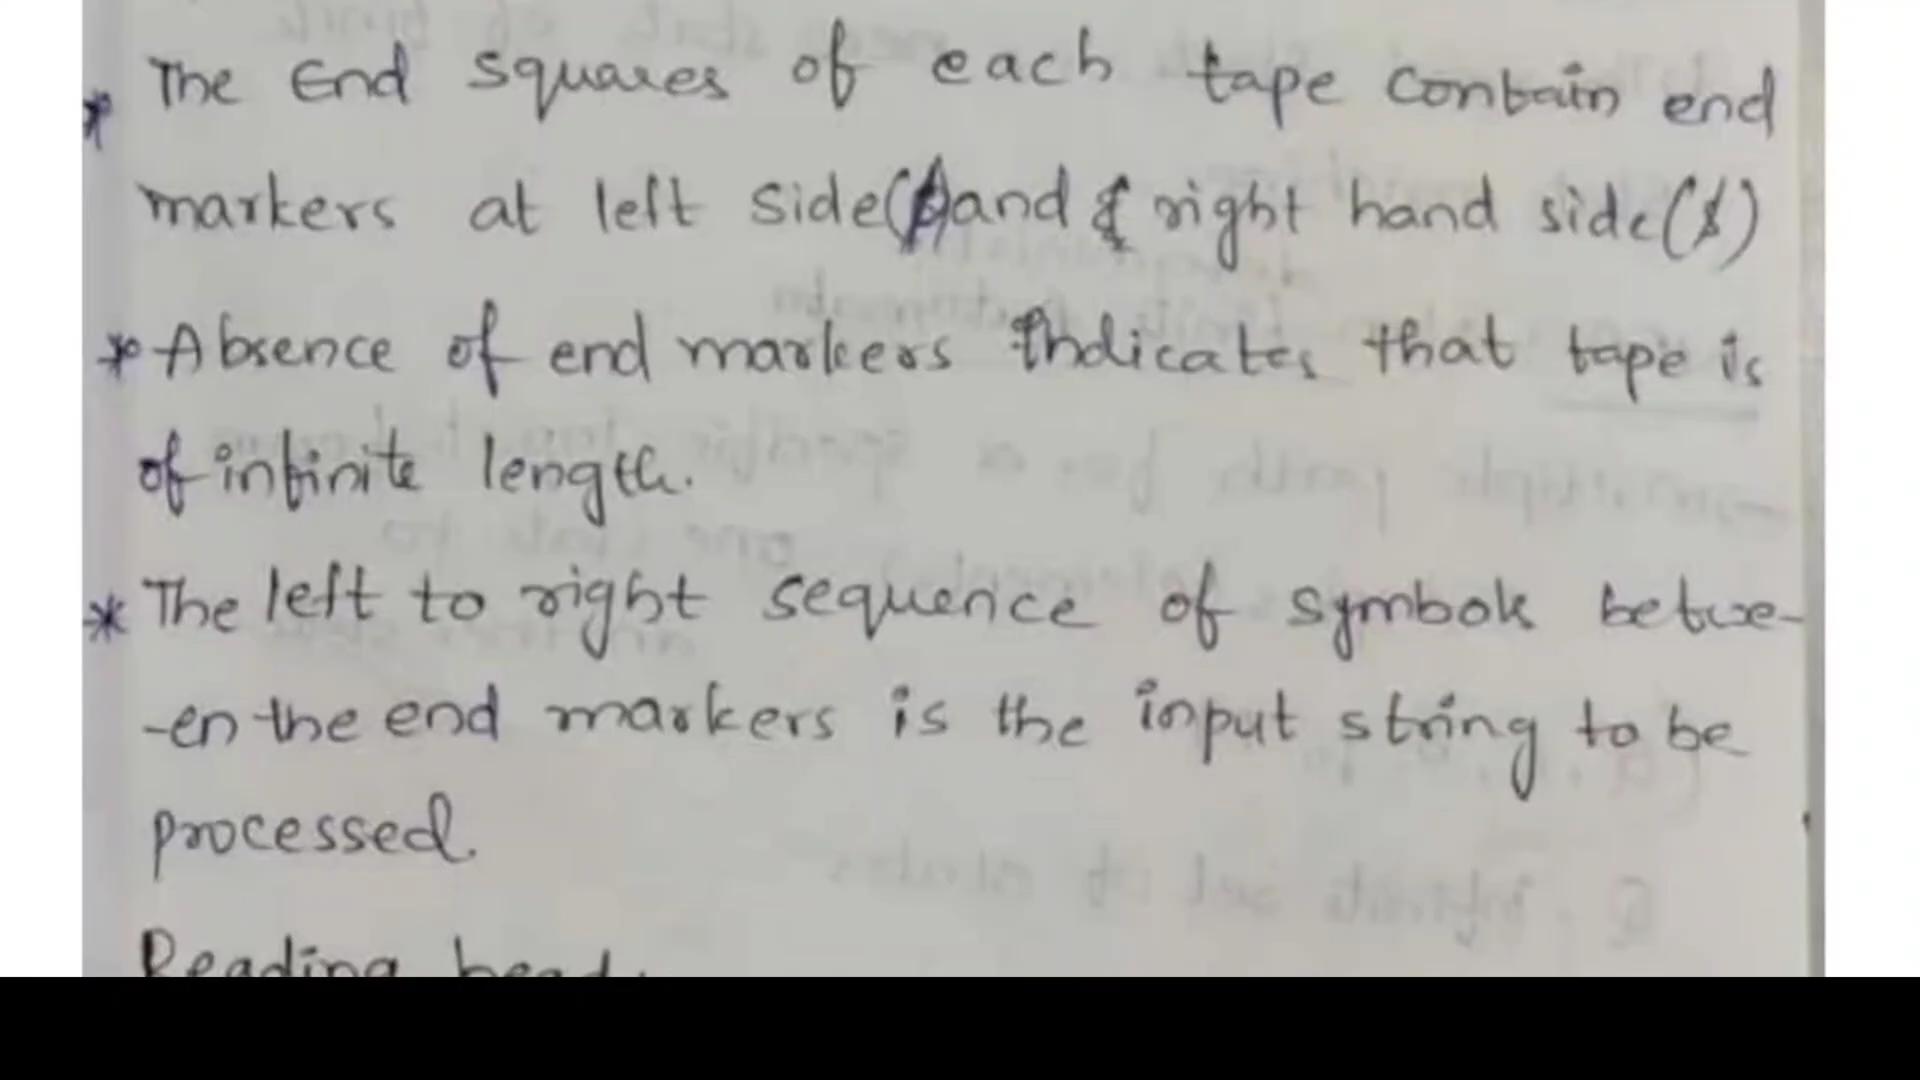 * The End squares of each tape contain end
markers at left side( and & right hand side($)
* Absence of end markers indicates that tape is
of infinite length.
* The left to right sequence of symbols betwe-
-en the end markers is the input string to be
processed.
Reading head